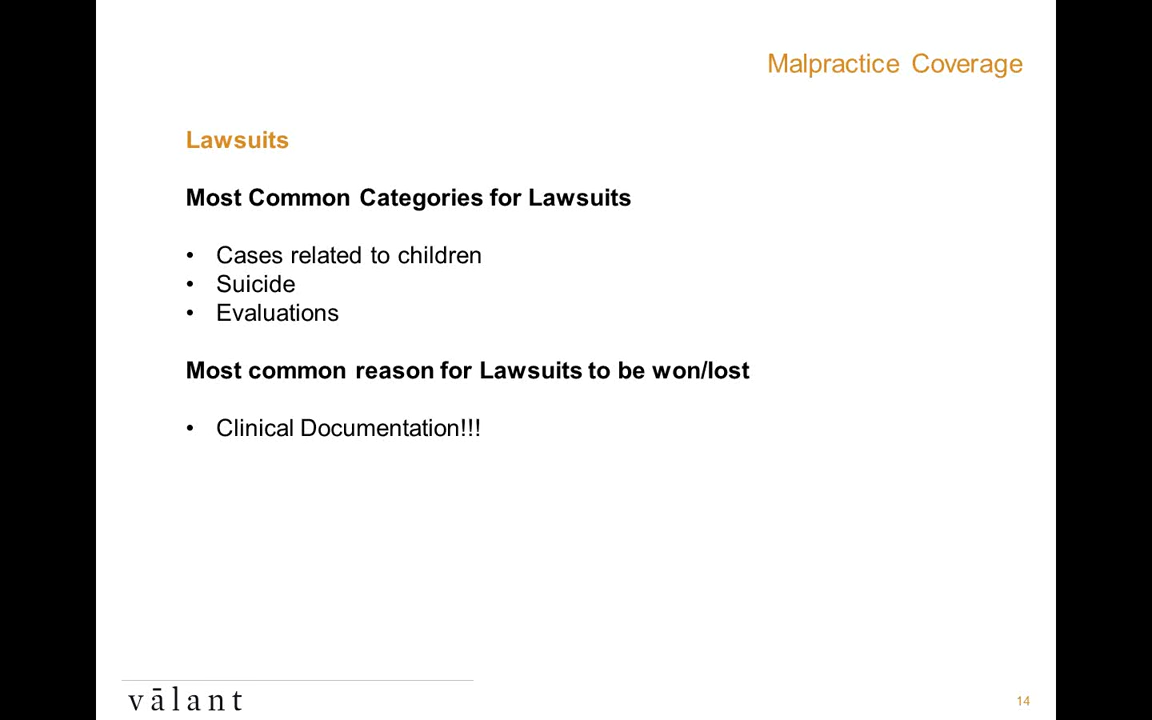 Malpractice Coverage
Lawsuits
Most Common Categories for Lawsuits
• Cases related to children
• Suicide
• Evaluations
Most common reason for Lawsuits to be won/lost
• Clinical Documentation!!!
vālant
14